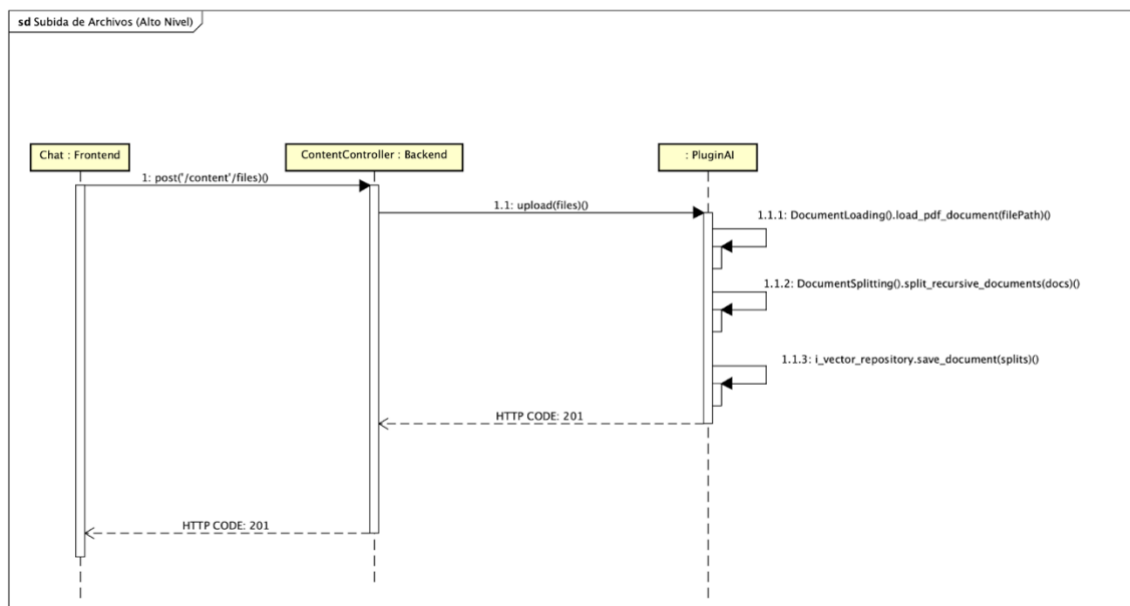 sd Subida de Archivos (Alto Nivel)
Chat : Frontend
ContentController : Backend
: PluginAI
1: post('/content'/files)()
1.1: upload(files)()
1.1.1: DocumentLoading().load_pdf_document(filePath)()
1.1.2: DocumentSplitting().split_recursive_documents(docs)()
1.1.3: i_vector_repository.save_document(splits)()
HTTP CODE: 201
HTTP CODE: 201